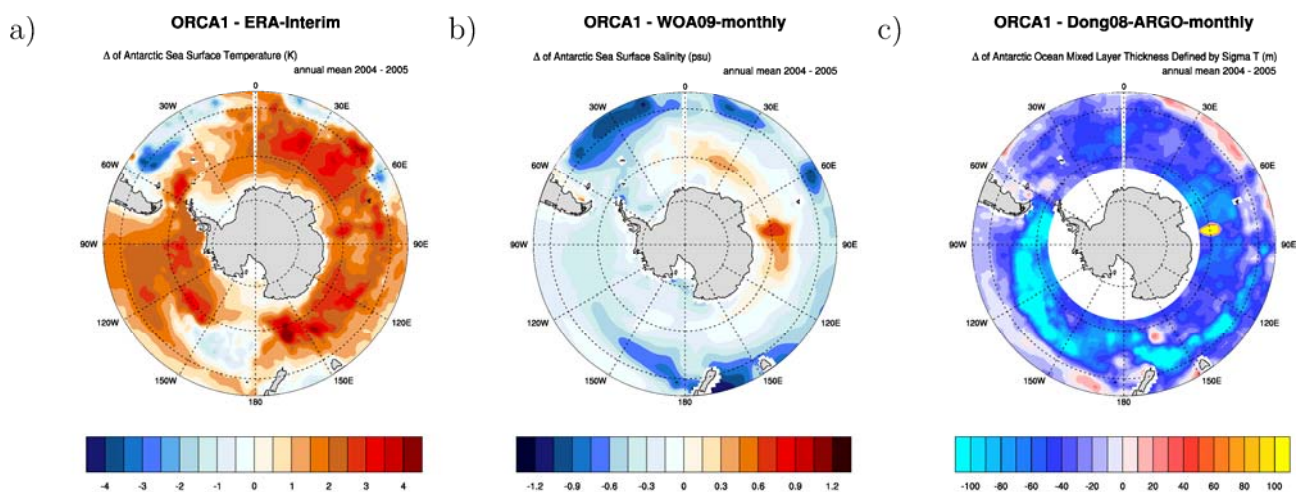 a)
ORCA1 - ERA-Interim
Δ of Antarctic Sea Surface Temperature (K)
annual mean 2004 - 2005
0
30W
30E
60W
60E
90W
90E
120W
120E
150W
150E
180
-4 -3 -2 -1 0 1 2 3 4
b)
ORCA1 - WOA09-monthly
Δ of Antarctic Sea Surface Salinity (psu)
annual mean 2004 - 2005
0
30W
30E
60W
60E
90W
90E
120W
120E
150W
150E
180
-1.2 -0.9 -0.6 -0.3 0 0.3 0.6 0.9 1.2
c)
ORCA1 - Dong08-ARGO-monthly
Δ of Antarctic Ocean Mixed Layer Thickness Defined by Sigma T (m)
annual mean 2004 - 2005
0
30W
30E
60W
60E
90W
90E
120W
120E
150W
150E
180
-100 -80 -60 -40 -20 0 20 40 60 80 100